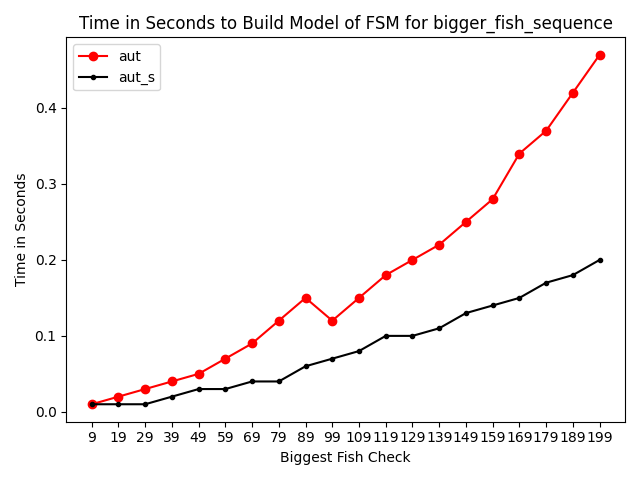 Time in Seconds to Build Model of FSM for bigger_fish_sequence
aut
aut_s
Time in Seconds
0.4
0.3
0.2
0.1
0.0
9 19 29 39 49 59 69 79 89 99 109 119 129 139 149 159 169 179 189 199
Biggest Fish Check